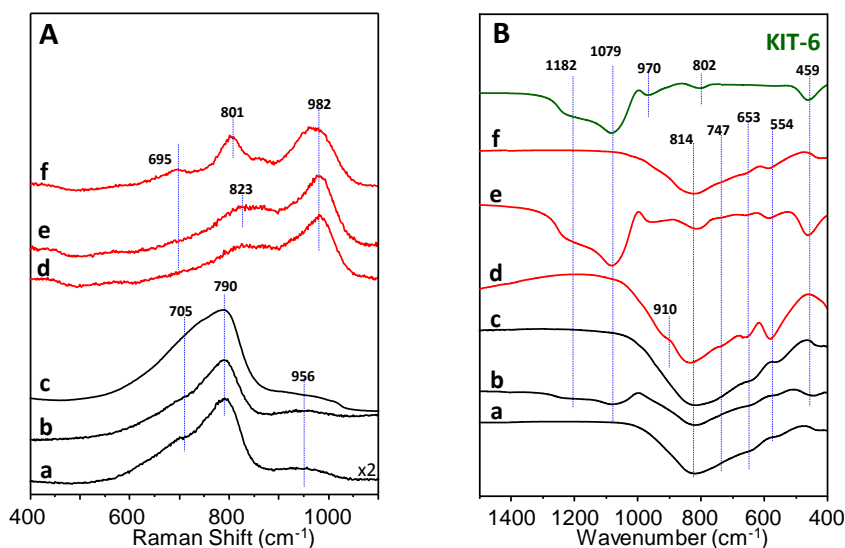 A
982
801
695
f
823
e
d
790
705
956
c
b
a
x2
400
600
800
1000
Raman Shift (cm-1)
B
KIT-6
1182
1079
970
802
459
653
554
814
747
f
e
d
910
c
b
a
1400
1200
1000
800
600
400
Wavenumber (cm-1)